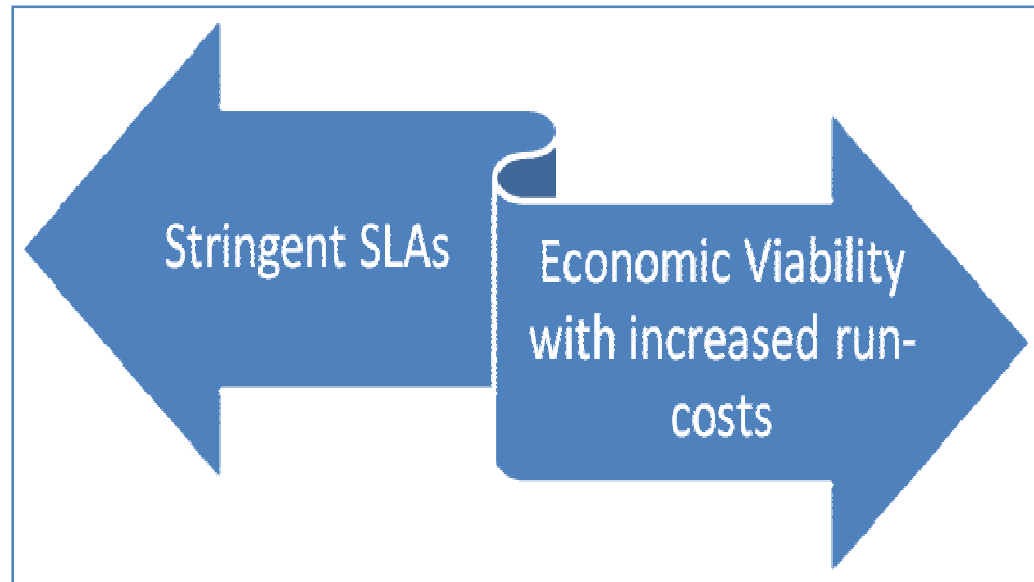 Stringent SLAs
Economic Viability
with increased run-
costs